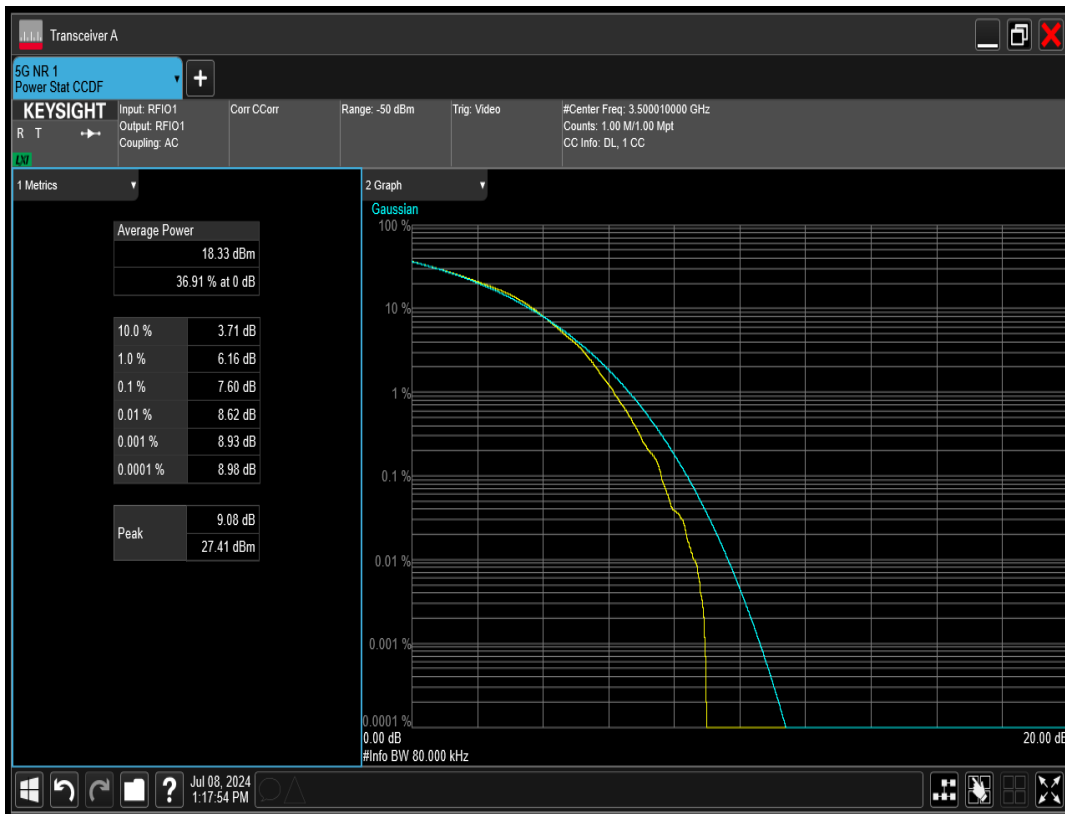 Transceiver A
5G NR 1
Power Stat CCDF
+
KEYSIGHT
R T
LXI
Input: RFIO1
Output: RFIO1
Coupling: AC
Corr CCorr
Range: -50 dBm
Trig: Video
#Center Freq: 3.500010000 GHz
Counts: 1.00 M/1.00 Mpt
CC Info: DL, 1 CC
1 Metrics
Average Power
18.33 dBm
36.91 % at 0 dB
10.0 % 3.71 dB
1.0 % 6.16 dB
0.1 % 7.60 dB
0.01 % 8.62 dB
0.001 % 8.93 dB
0.0001 % 8.98 dB
Peak
9.08 dB
27.41 dBm
2 Graph
Gaussian
100 %
10 %
1 %
0.1 %
0.01 %
0.001 %
0.0001 %
0.00 dB 20.00 dB
#Info BW 80.000 kHz
?
Jul 08, 2024
1:17:54 PM